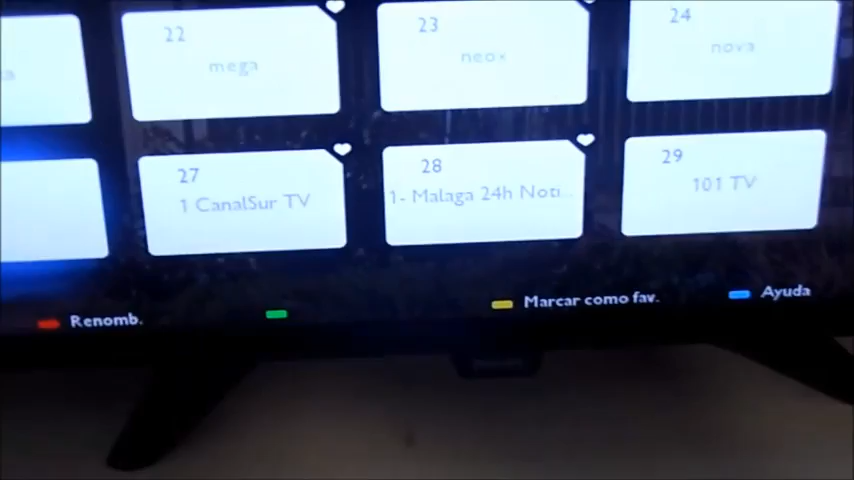 22
mega
23
neox
24
nova
27
1 CanalSur TV
28
1- Malaga 24h Noti...
29
101 TV
Renomb.
Marcar como fav.
Ayuda